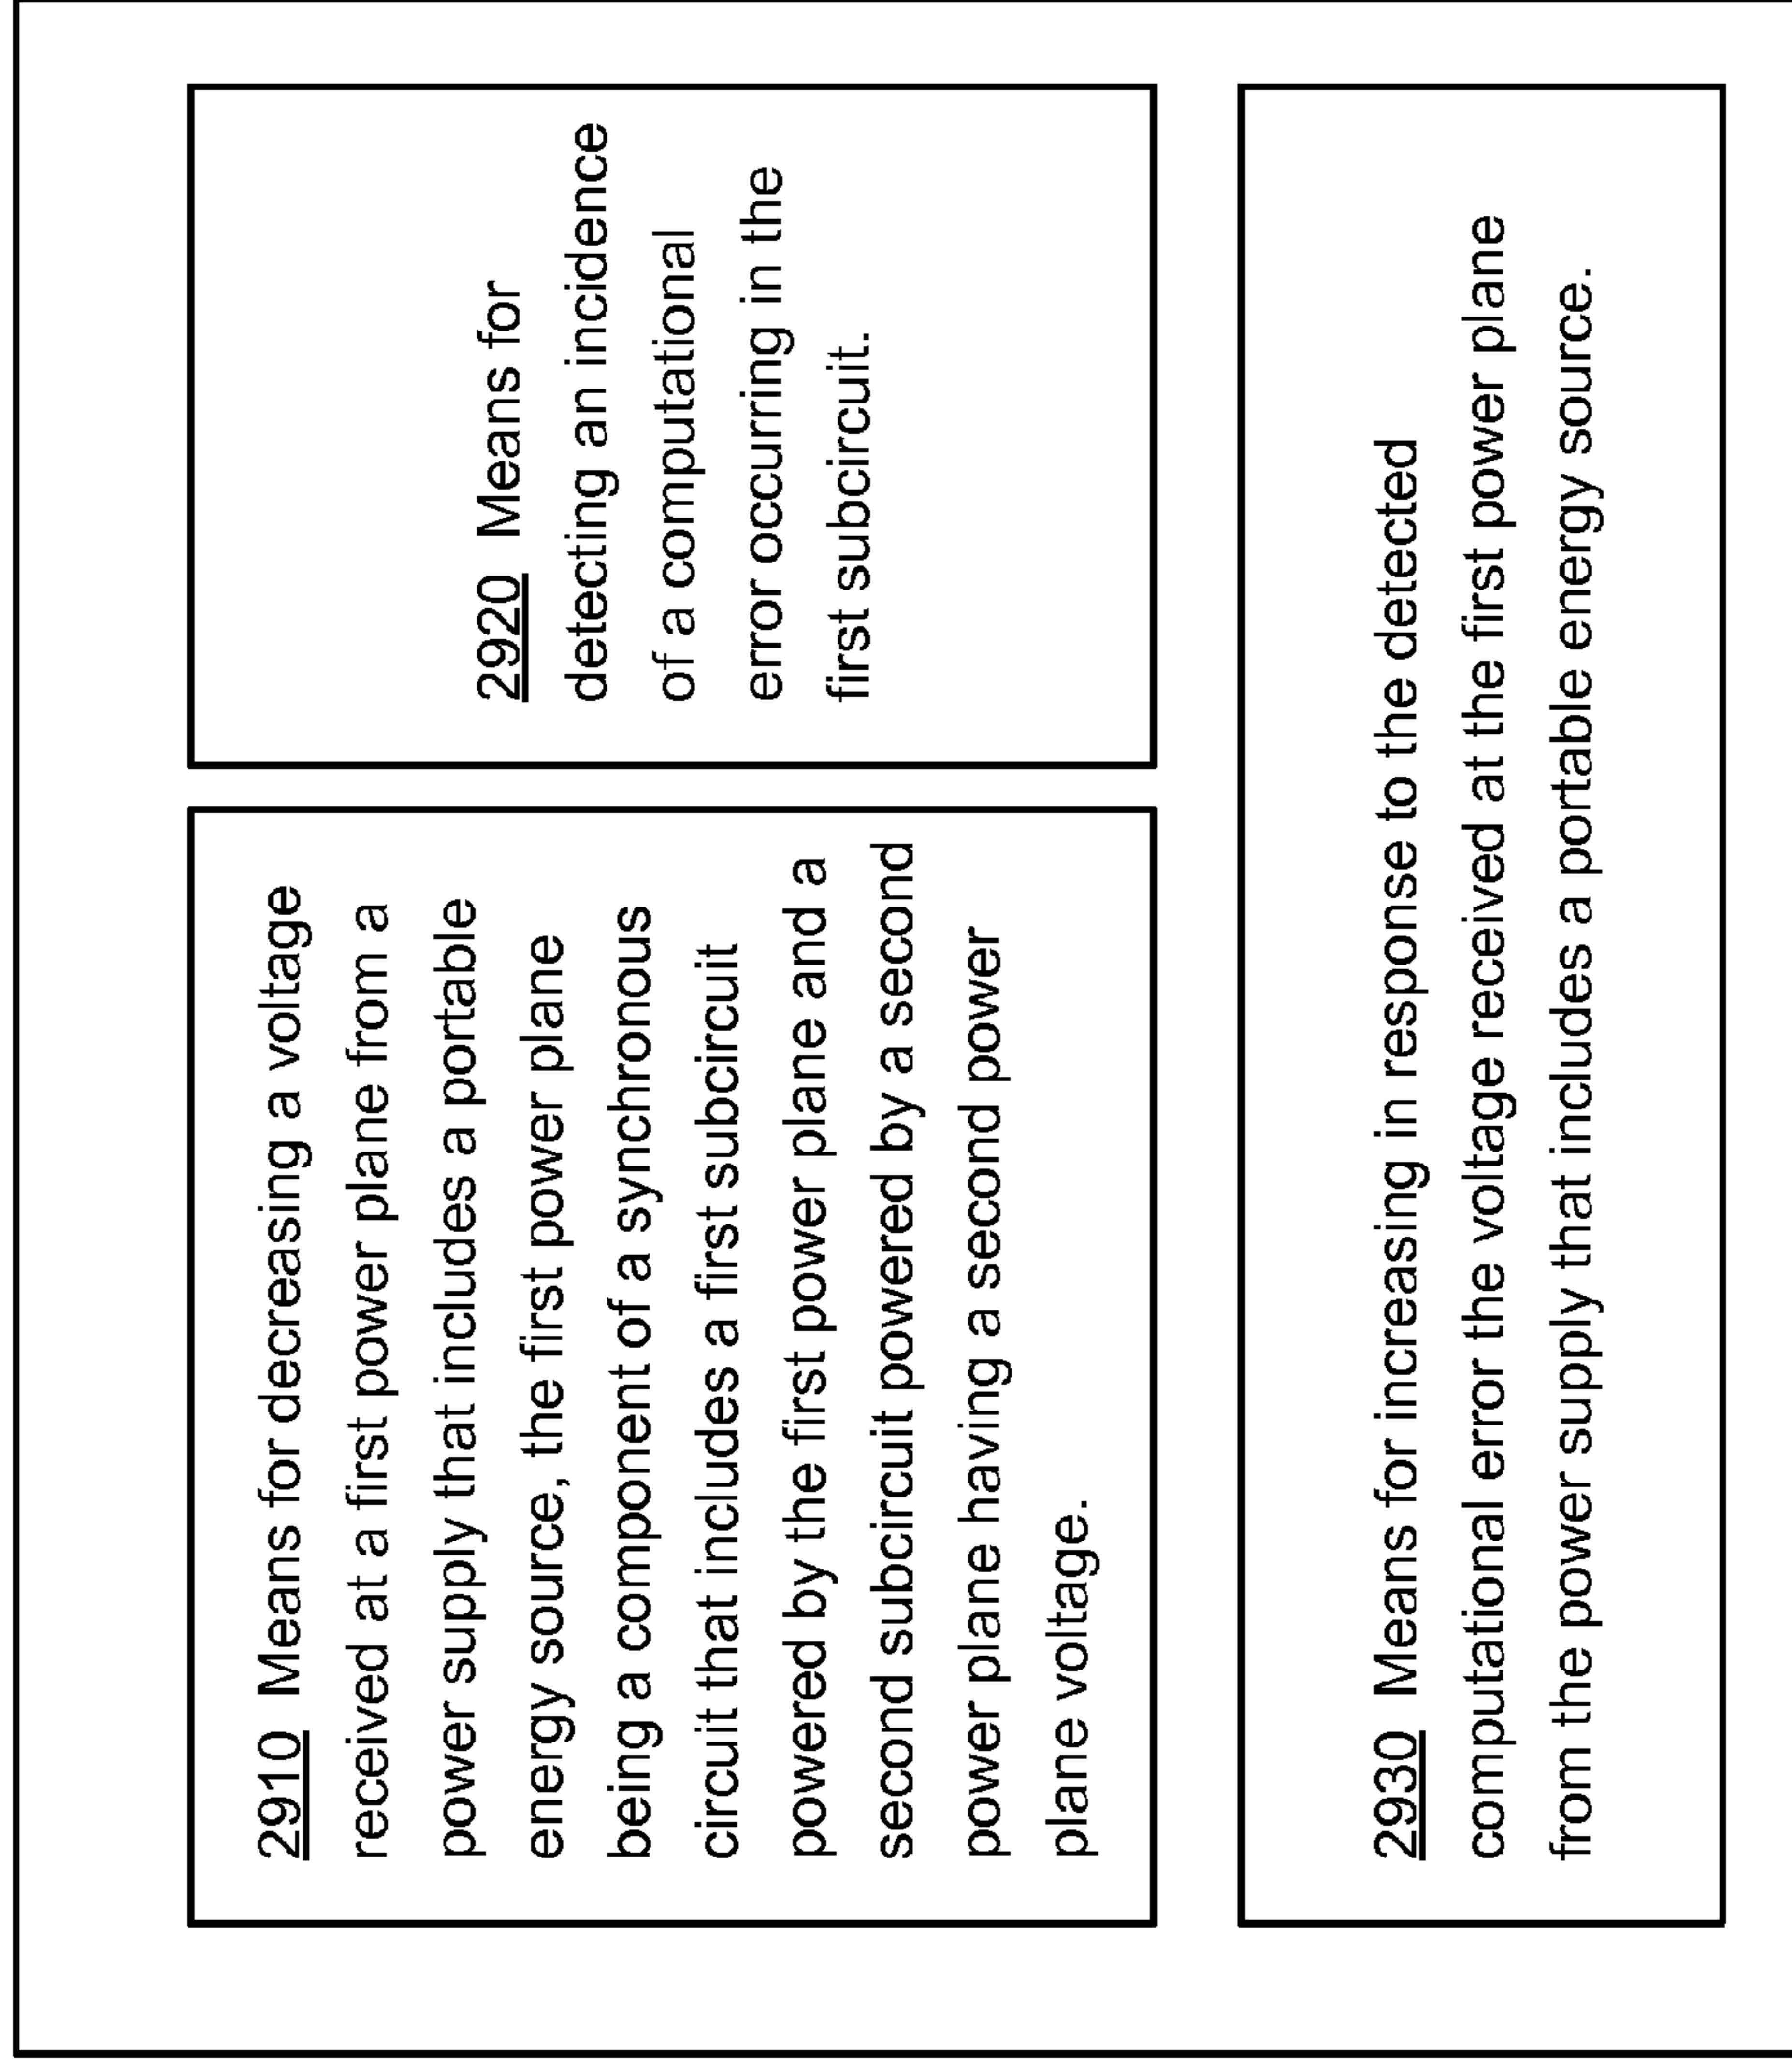 2910 Means for decreasing a voltage
received at a first power plane from a
power supply that includes a portable
energy source, the first power plane
being a component of a synchronous
circuit that includes a first subcircuit
powered by the first power plane and a
second subcircuit powered by a second
power plane having a second power
plane voltage.
2920 Means for
detecting an incidence
of a computational
error occurring in the
first subcircuit.
2930 Means for increasing in response to the detected
computational error the voltage received at the first power plane
from the power supply that includes a portable energy source.